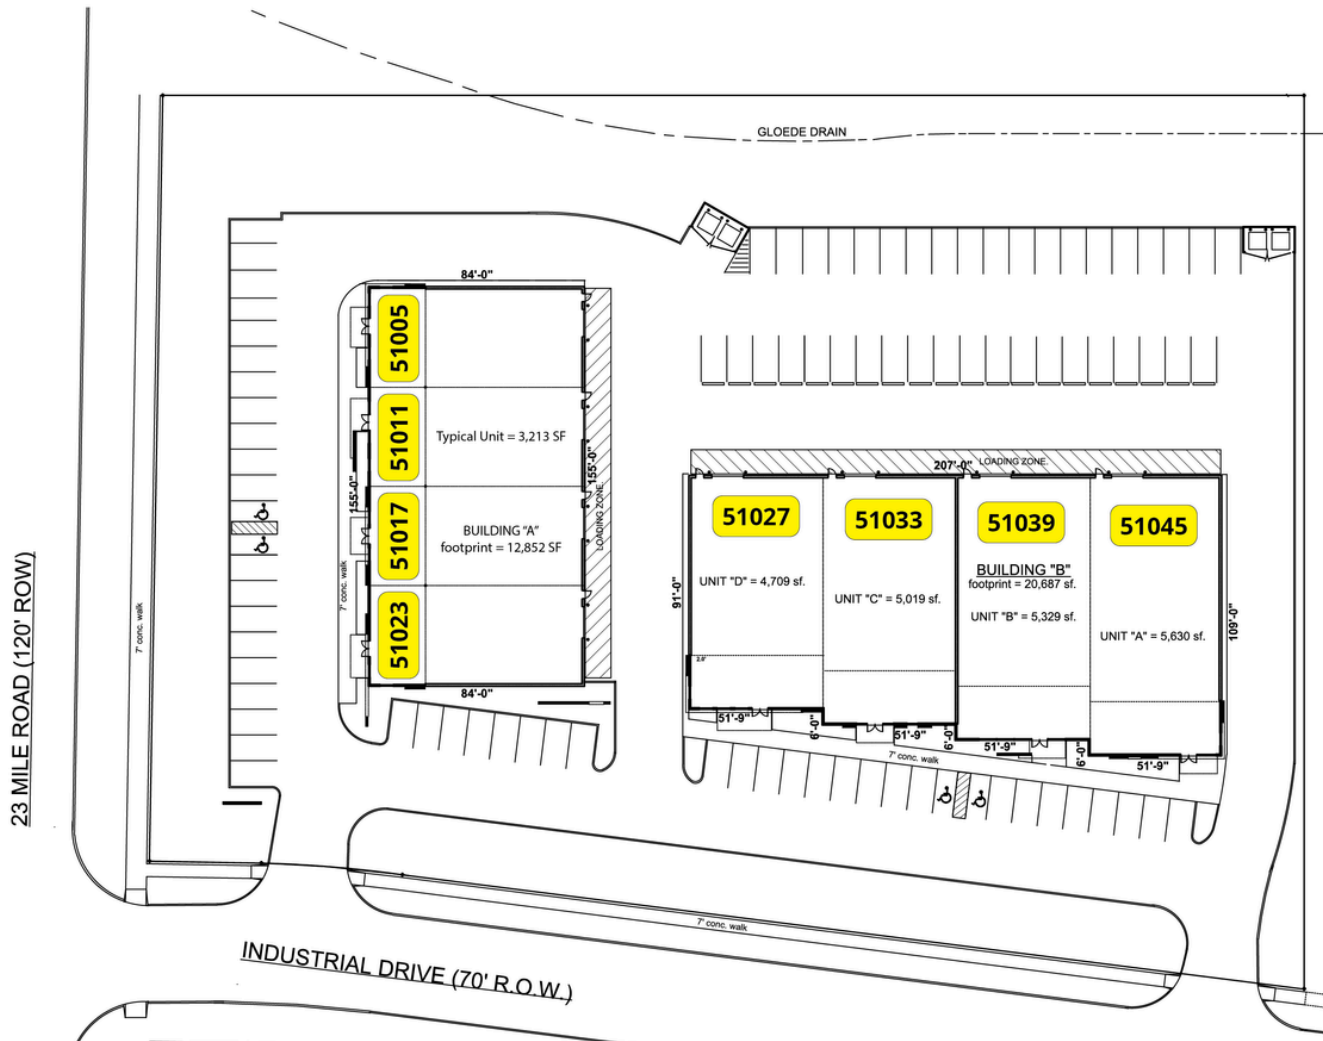 GLOEDE DRAIN
84'-0"
51005
51011
Typical Unit = 3,213 SF
155'-0"
155'-0"
LOADING ZONE.
51017
BUILDING "A"
footprint = 12,852 SF
7' conc. walk
51023
84'-0"
207'-0"
LOADING ZONE.
51027
51033
51039
51045
91'-0"
UNIT "D" = 4,709 sf.
UNIT "C" = 5,019 sf.
BUILDING "B"
footprint = 20,687 sf.
UNIT "B" = 5,329 sf.
UNIT "A" = 5,630 sf.
109'-0"
2.0'
51'-9"
6'-0"
51'-9"
6'-0"
51'-9"
6'-0"
51'-9"
7' conc. walk
7' conc. walk
23 MILE ROAD (120' ROW)
7' conc. walk
INDUSTRIAL DRIVE (70' R.O.W.)